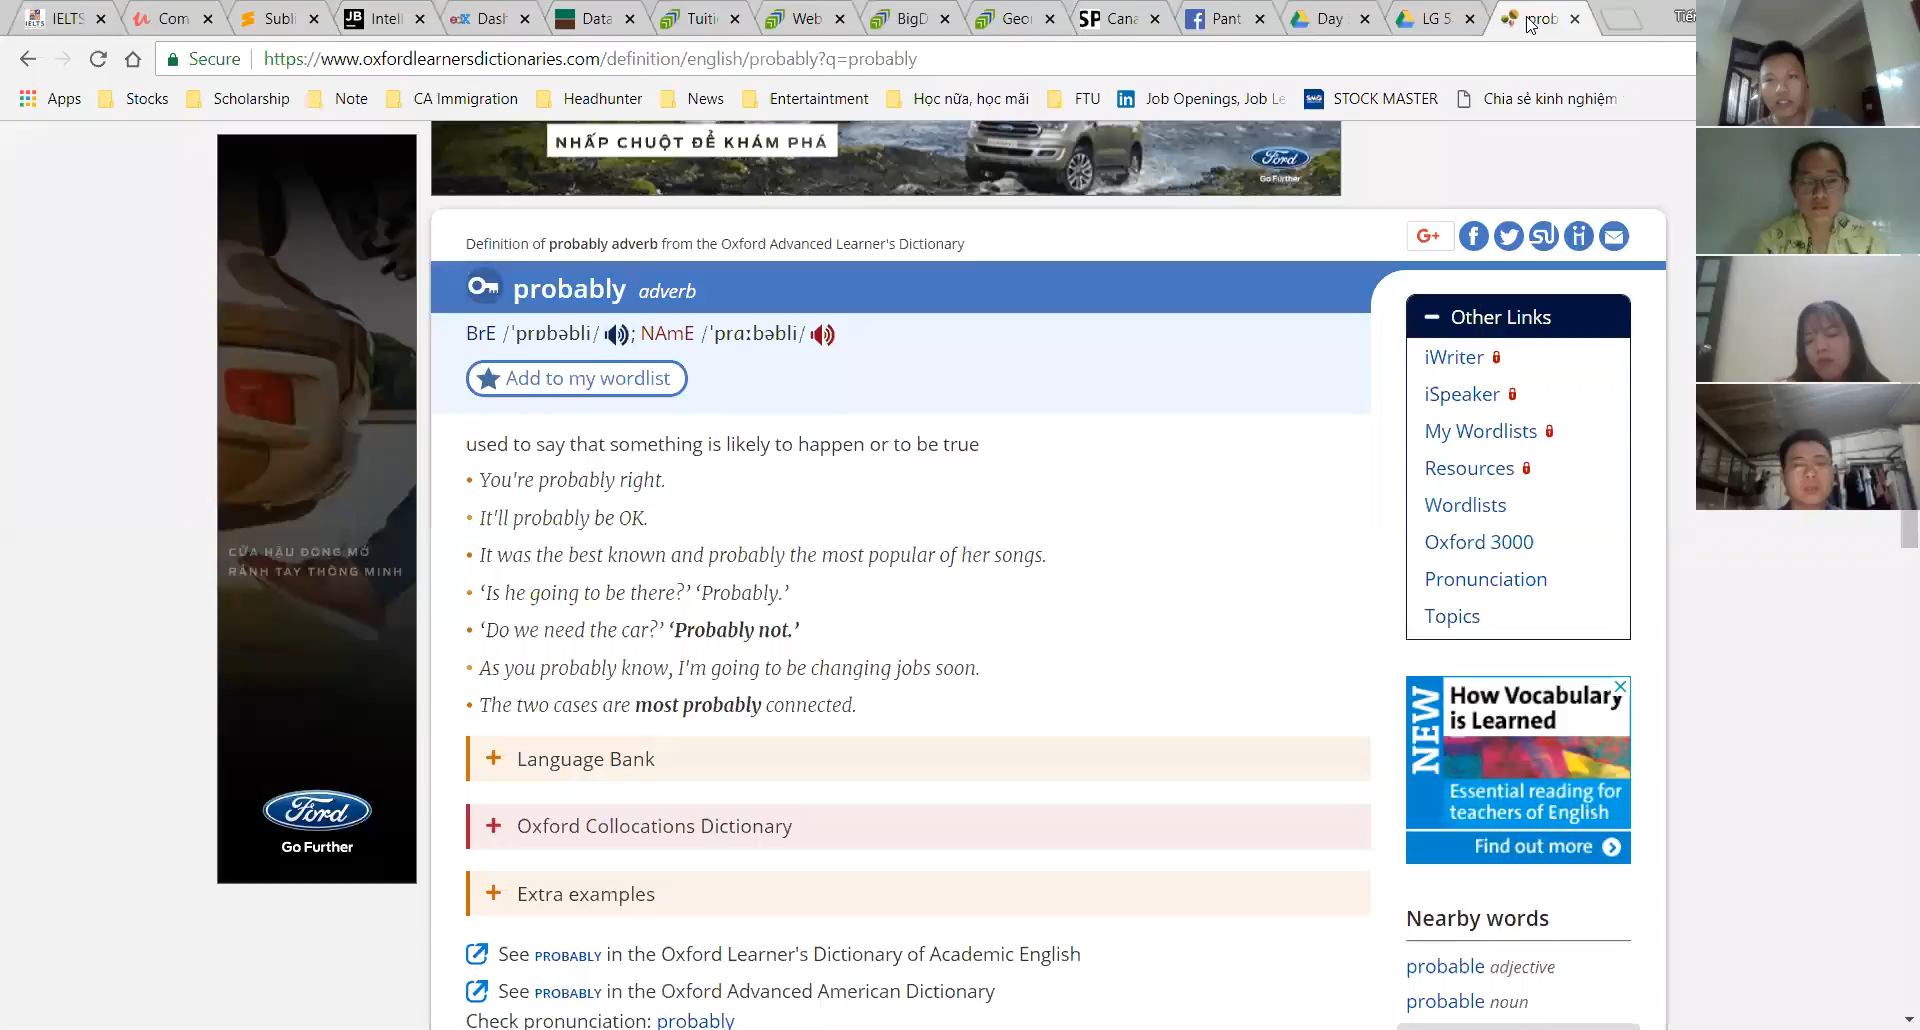 IELTS
Com
Subli
JB Intell
edX Dash
Data
Tuiti
Web
BigD
Geo
SP Cana
Pant
Day
LG 5
prob
Secure
https://www.oxfordlearnersdictionaries.com/definition/english/probably?q=probably
Apps Stocks Scholarship Note CA Immigration Headhunter News Entertaintment Học nữa, học mãi FTU in Job Openings, Job Le STOCK MASTER Chia sẻ kinh nghiệm
NHẤP CHUỘT ĐỂ KHÁM PHÁ
Ford
Go Further
CỬA HẬU ĐÓNG MỞ
RẢNH TAY THÔNG MINH
Ford
Go Further
Definition of probably adverb from the Oxford Advanced Learner's Dictionary
G+
probably adverb
BrE /ˈprɒbəbli/ ; NAmE /ˈprɑːbəbli/
Add to my wordlist
used to say that something is likely to happen or to be true
• You're probably right.
• It'll probably be OK.
• It was the best known and probably the most popular of her songs.
• ‘Is he going to be there?’ ‘Probably.’
• ‘Do we need the car?’ ‘Probably not.’
• As you probably know, I'm going to be changing jobs soon.
• The two cases are most probably connected.
+ Language Bank
+ Oxford Collocations Dictionary
+ Extra examples
See PROBABLY in the Oxford Learner's Dictionary of Academic English
See PROBABLY in the Oxford Advanced American Dictionary
Check pronunciation: probably
Other Links
iWriter
iSpeaker
My Wordlists
Resources
Wordlists
Oxford 3000
Pronunciation
Topics
NEW
How Vocabulary
is Learned
Essential reading for
teachers of English
Find out more
Nearby words
probable adjective
probable noun